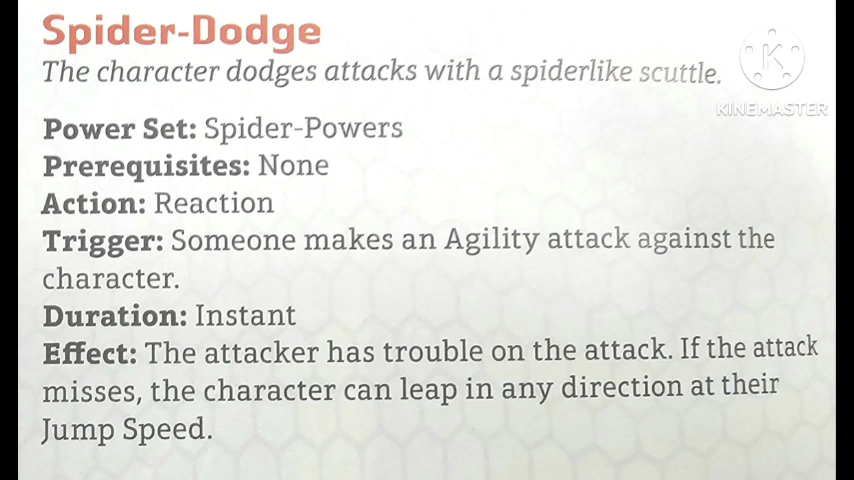 Spider-Dodge
The character dodges attacks with a spiderlike scuttle.
K
KINEMASTER
Power Set: Spider-Powers
Prerequisites: None
Action: Reaction
Trigger: Someone makes an Agility attack against the
character.
Duration: Instant
Effect: The attacker has trouble on the attack. If the attack
misses, the character can leap in any direction at their
Jump Speed.